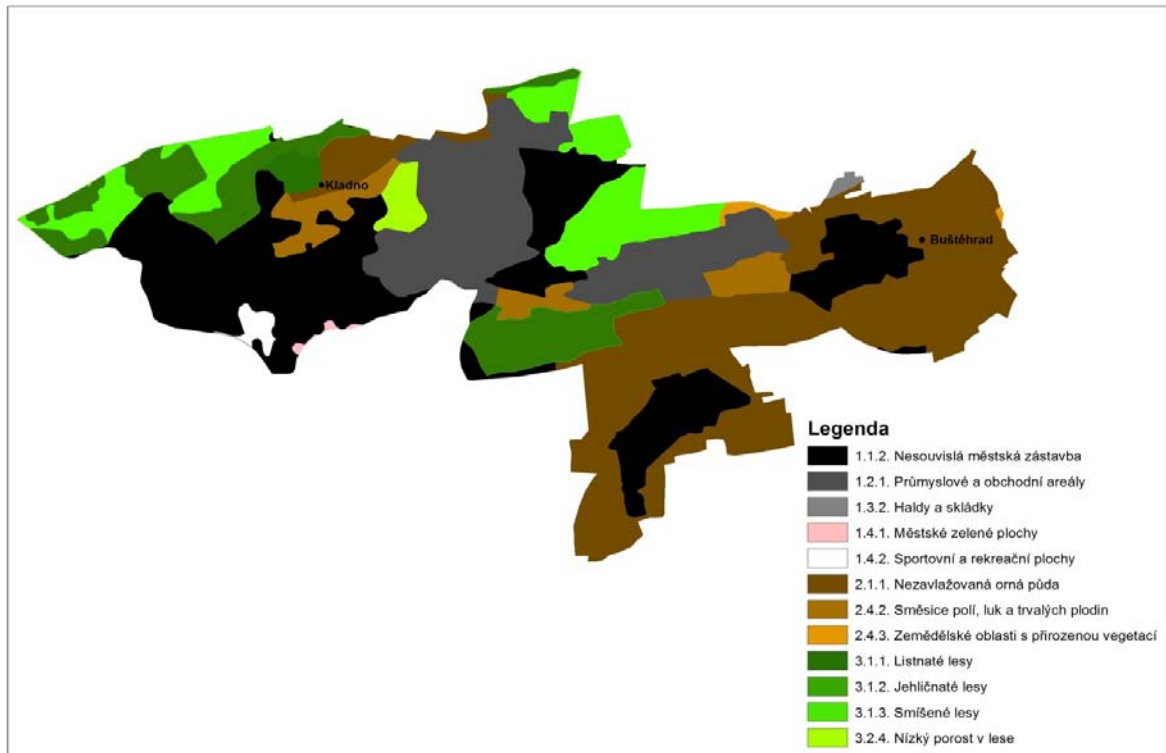 Kladno
Buštěhrad
Legenda
1.1.2. Nesouvislá městská zástavba
1.2.1. Průmyslové a obchodní areály
1.3.2. Haldy a skládky
1.4.1. Městské zelené plochy
1.4.2. Sportovní a rekreační plochy
2.1.1. Nezavlažovaná orná půda
2.4.2. Směsice polí, luk a trvalých plodin
2.4.3. Zemědělské oblasti s přirozenou vegetací
3.1.1. Listnaté lesy
3.1.2. Jehličnaté lesy
3.1.3. Smíšené lesy
3.2.4. Nízký porost v lese